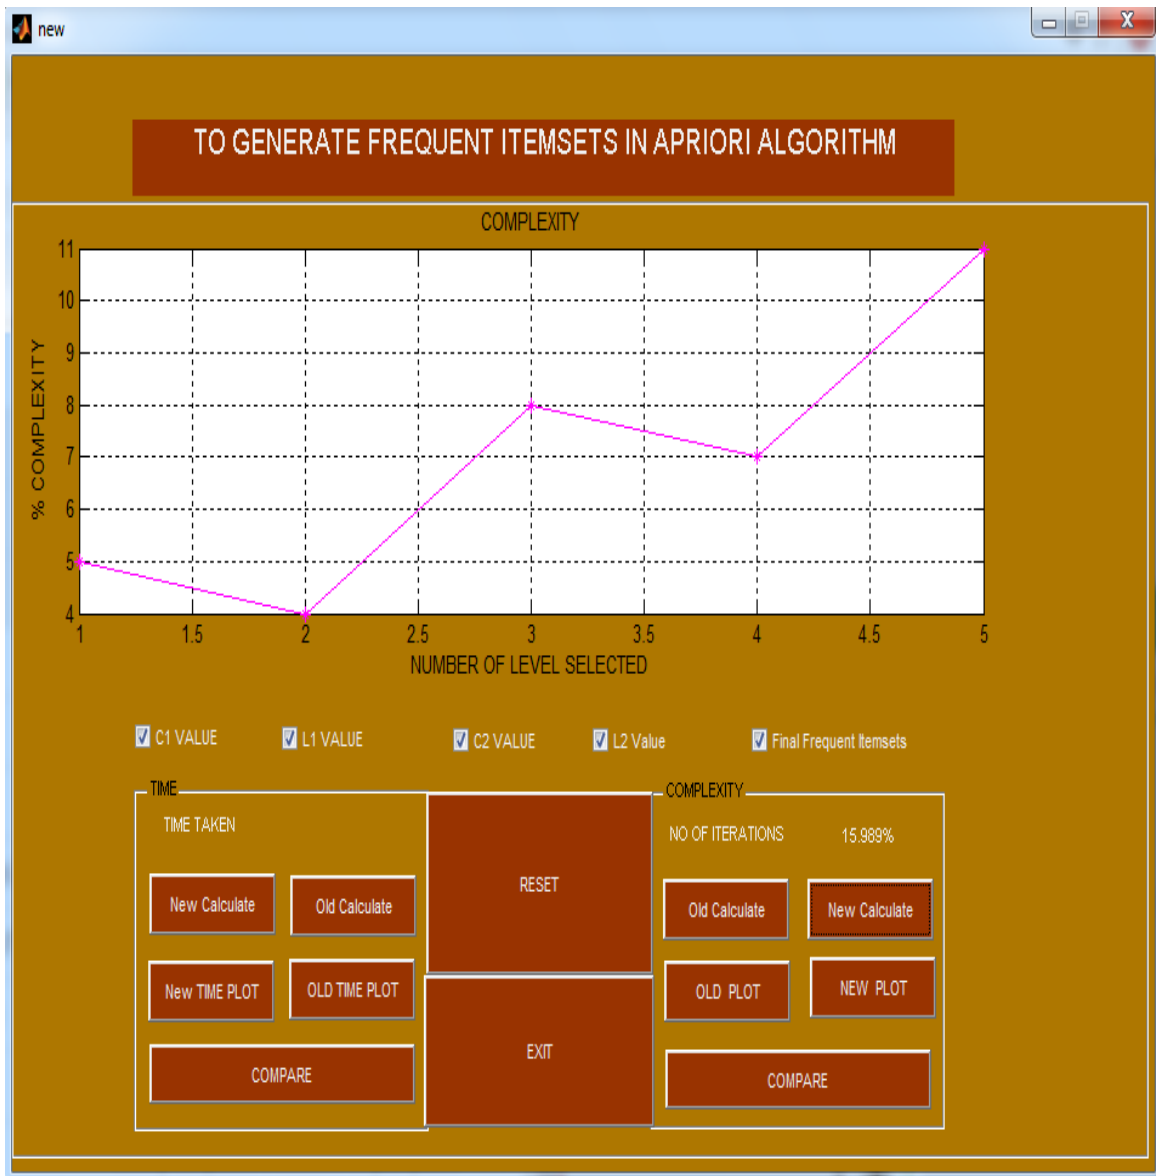 new
TO GENERATE FREQUENT ITEMSETS IN APRIORI ALGORITHM
COMPLEXITY
11
10
9
8
7
6
5
4
% COMPLEXITY
1 1.5 2 2.5 3 3.5 4 4.5 5
NUMBER OF LEVEL SELECTED
C1 VALUE L1 VALUE C2 VALUE L2 Value Final Frequent Itemsets
TIME
TIME TAKEN
New Calculate Old Calculate
New TIME PLOT OLD TIME PLOT
COMPARE
RESET
EXIT
COMPLEXITY
NO OF ITERATIONS 15.989%
Old Calculate New Calculate
OLD PLOT NEW PLOT
COMPARE